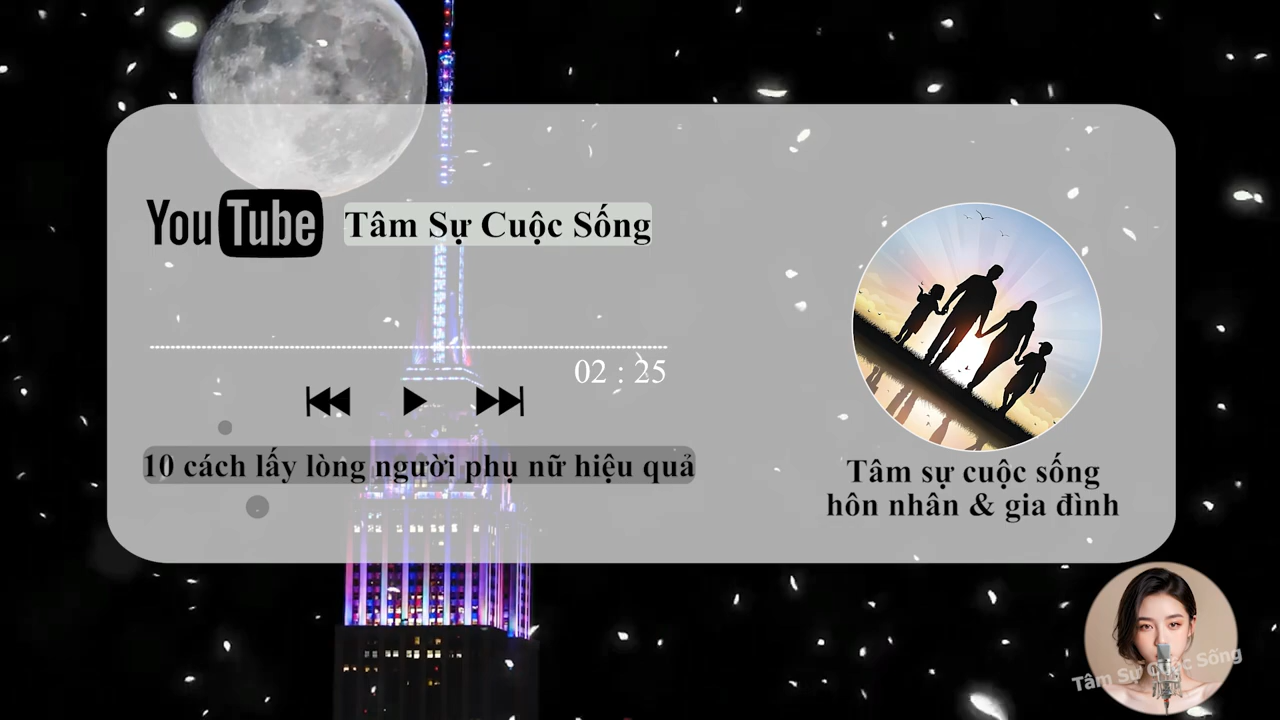 YouTube
Tâm Sự Cuộc Sống
02 : 25
10 cách lấy lòng người phụ nữ hiệu quả
Tâm sự cuộc sống
hôn nhân & gia đình
Tâm Sự Cuộc Sống